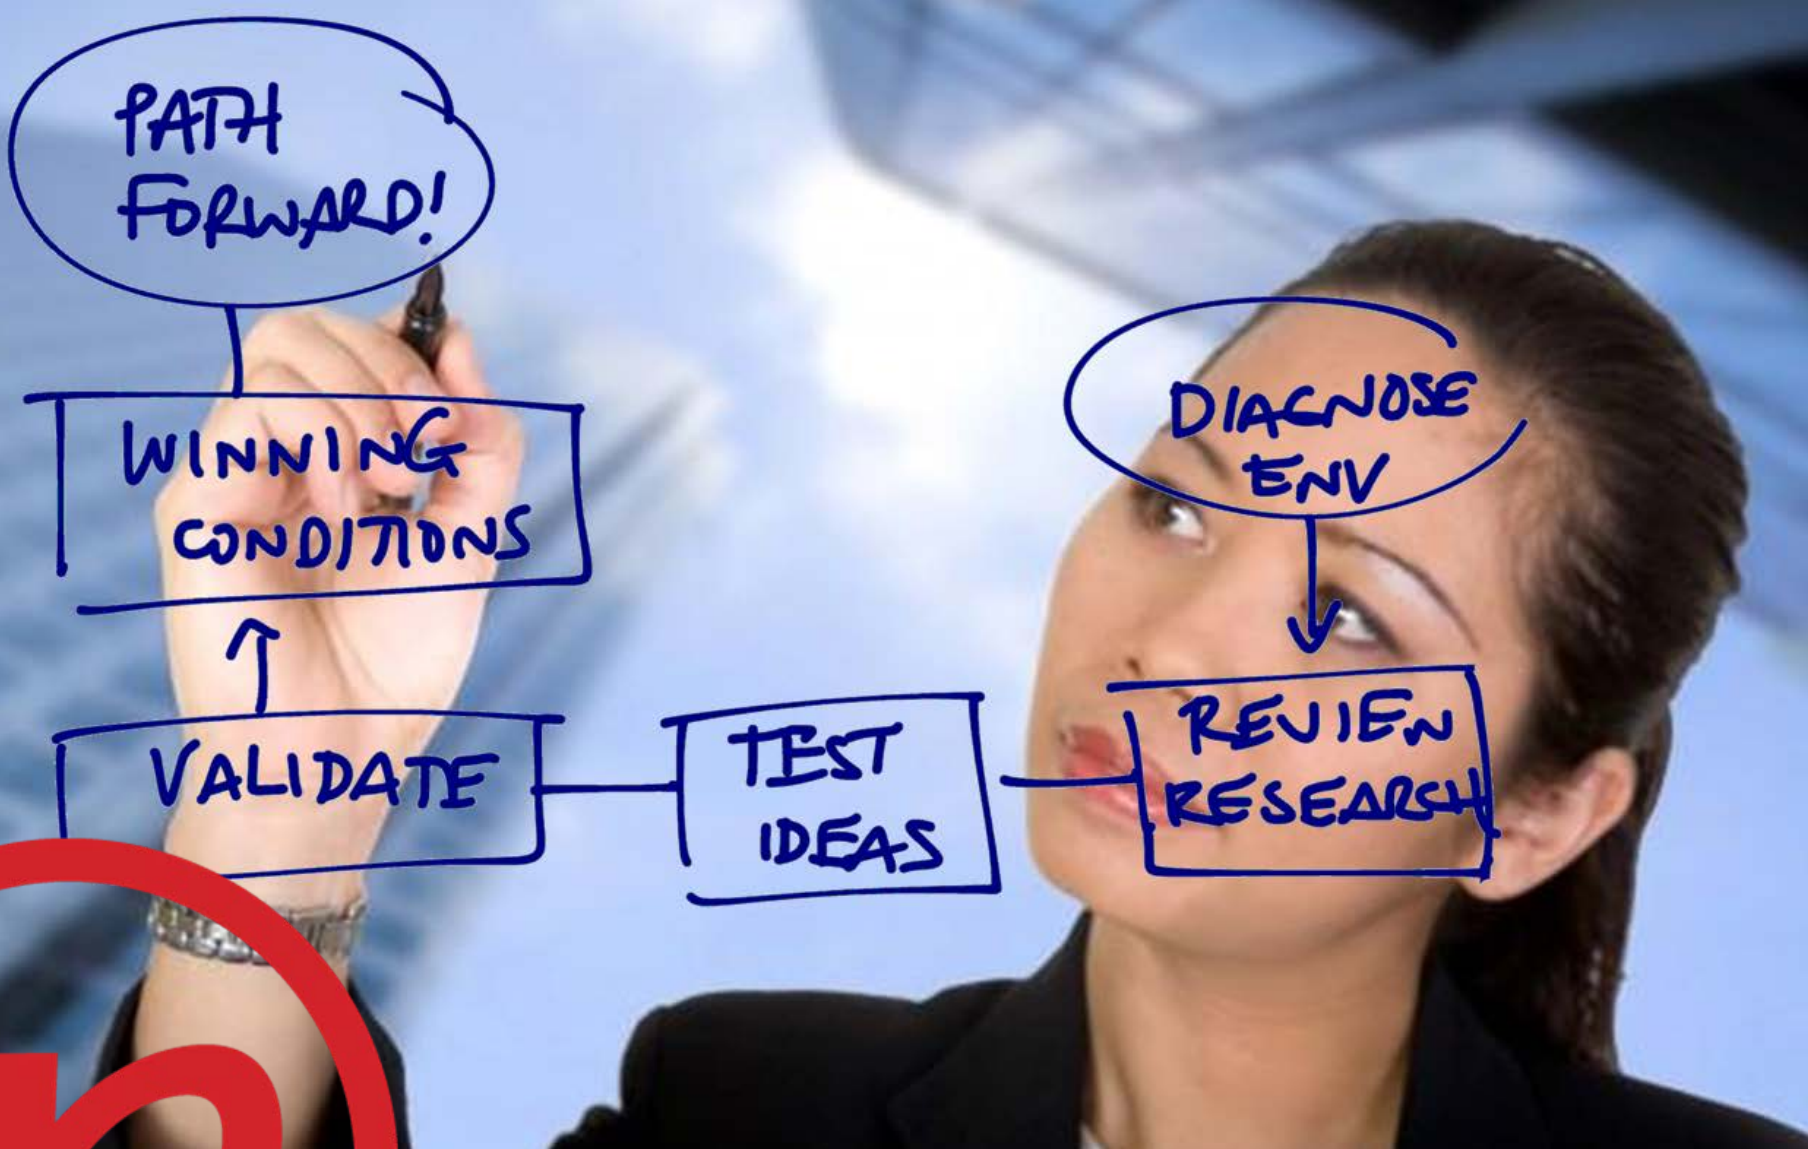 PATH
FORWARD!
WINNING
CONDITIONS
DIAGNOSE
ENV
VALIDATE
TEST
IDEAS
REVIEW
RESEARCH